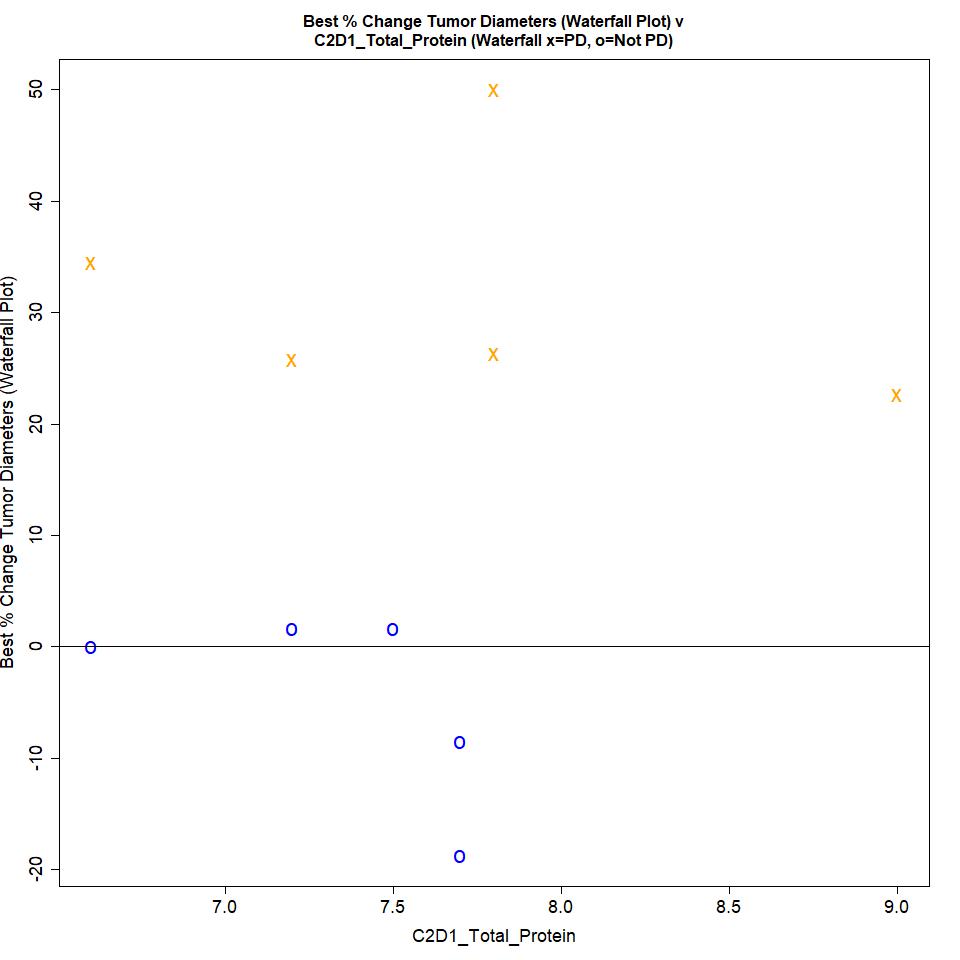 Best % Change Tumor Diameters (Waterfall Plot) v
C2D1_Total_Protein (Waterfall x=PD, o=Not PD)
Best % Change Tumor Diameters (Waterfall Plot)
50
40
30
20
10
0
-10
-20
X
X
X
X
X
O
O
O
O
O
7.0 7.5 8.0 8.5 9.0
C2D1_Total_Protein